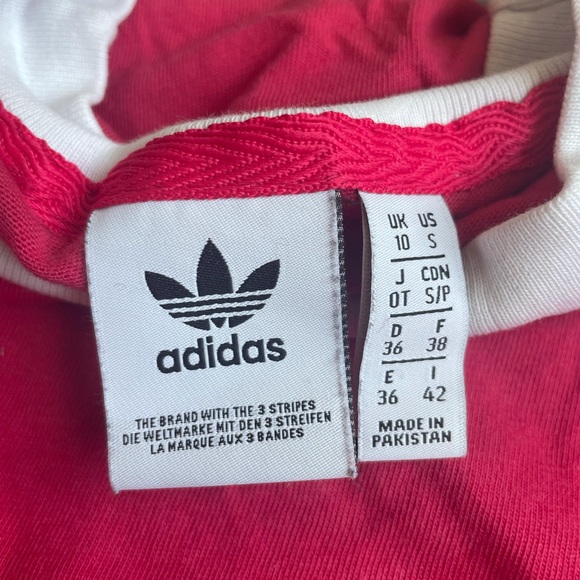 adidas
THE BRAND WITH THE 3 STRIPES
DIE WELTMARKE MIT DEN 3 STREIFEN
LA MARQUE AUX 3 BANDES
UK US
10 S
J CDN
OT S/P
D F
36 38
E I
36 42
MADE IN
PAKISTAN